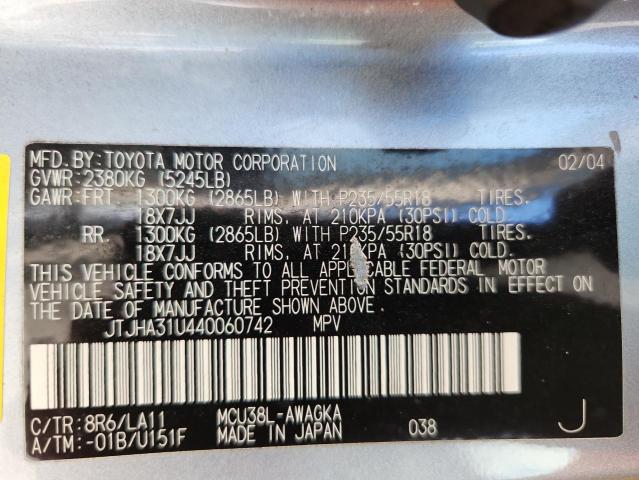 MFD. BY: TOYOTA MOTOR CORPORATION 02/04
GVWR: 2380KG (5245LB)
GAWR: FRT 1300KG (2865LB) WITH P235/55R18 TIRES.
18X7JJ RIMS, AT 210KPA (30PSI) COLD.
RR. 1300KG (2865LB) WITH P235/55R18 TIRES.
18X7JJ RIMS, AT 210KPA (30PSI) COLD.
THIS VEHICLE CONFORMS TO ALL APPLICABLE FEDERAL MOTOR
VEHICLE SAFETY AND THEFT PREVENTION STANDARDS IN EFFECT ON
THE DATE OF MANUFACTURE SHOWN ABOVE.
JTJHA31U440060742 MPV
C/TR: 8R6/LA11 MCU38L-AWAGKA
A/TM: -01B/U151F MADE IN JAPAN 038 J